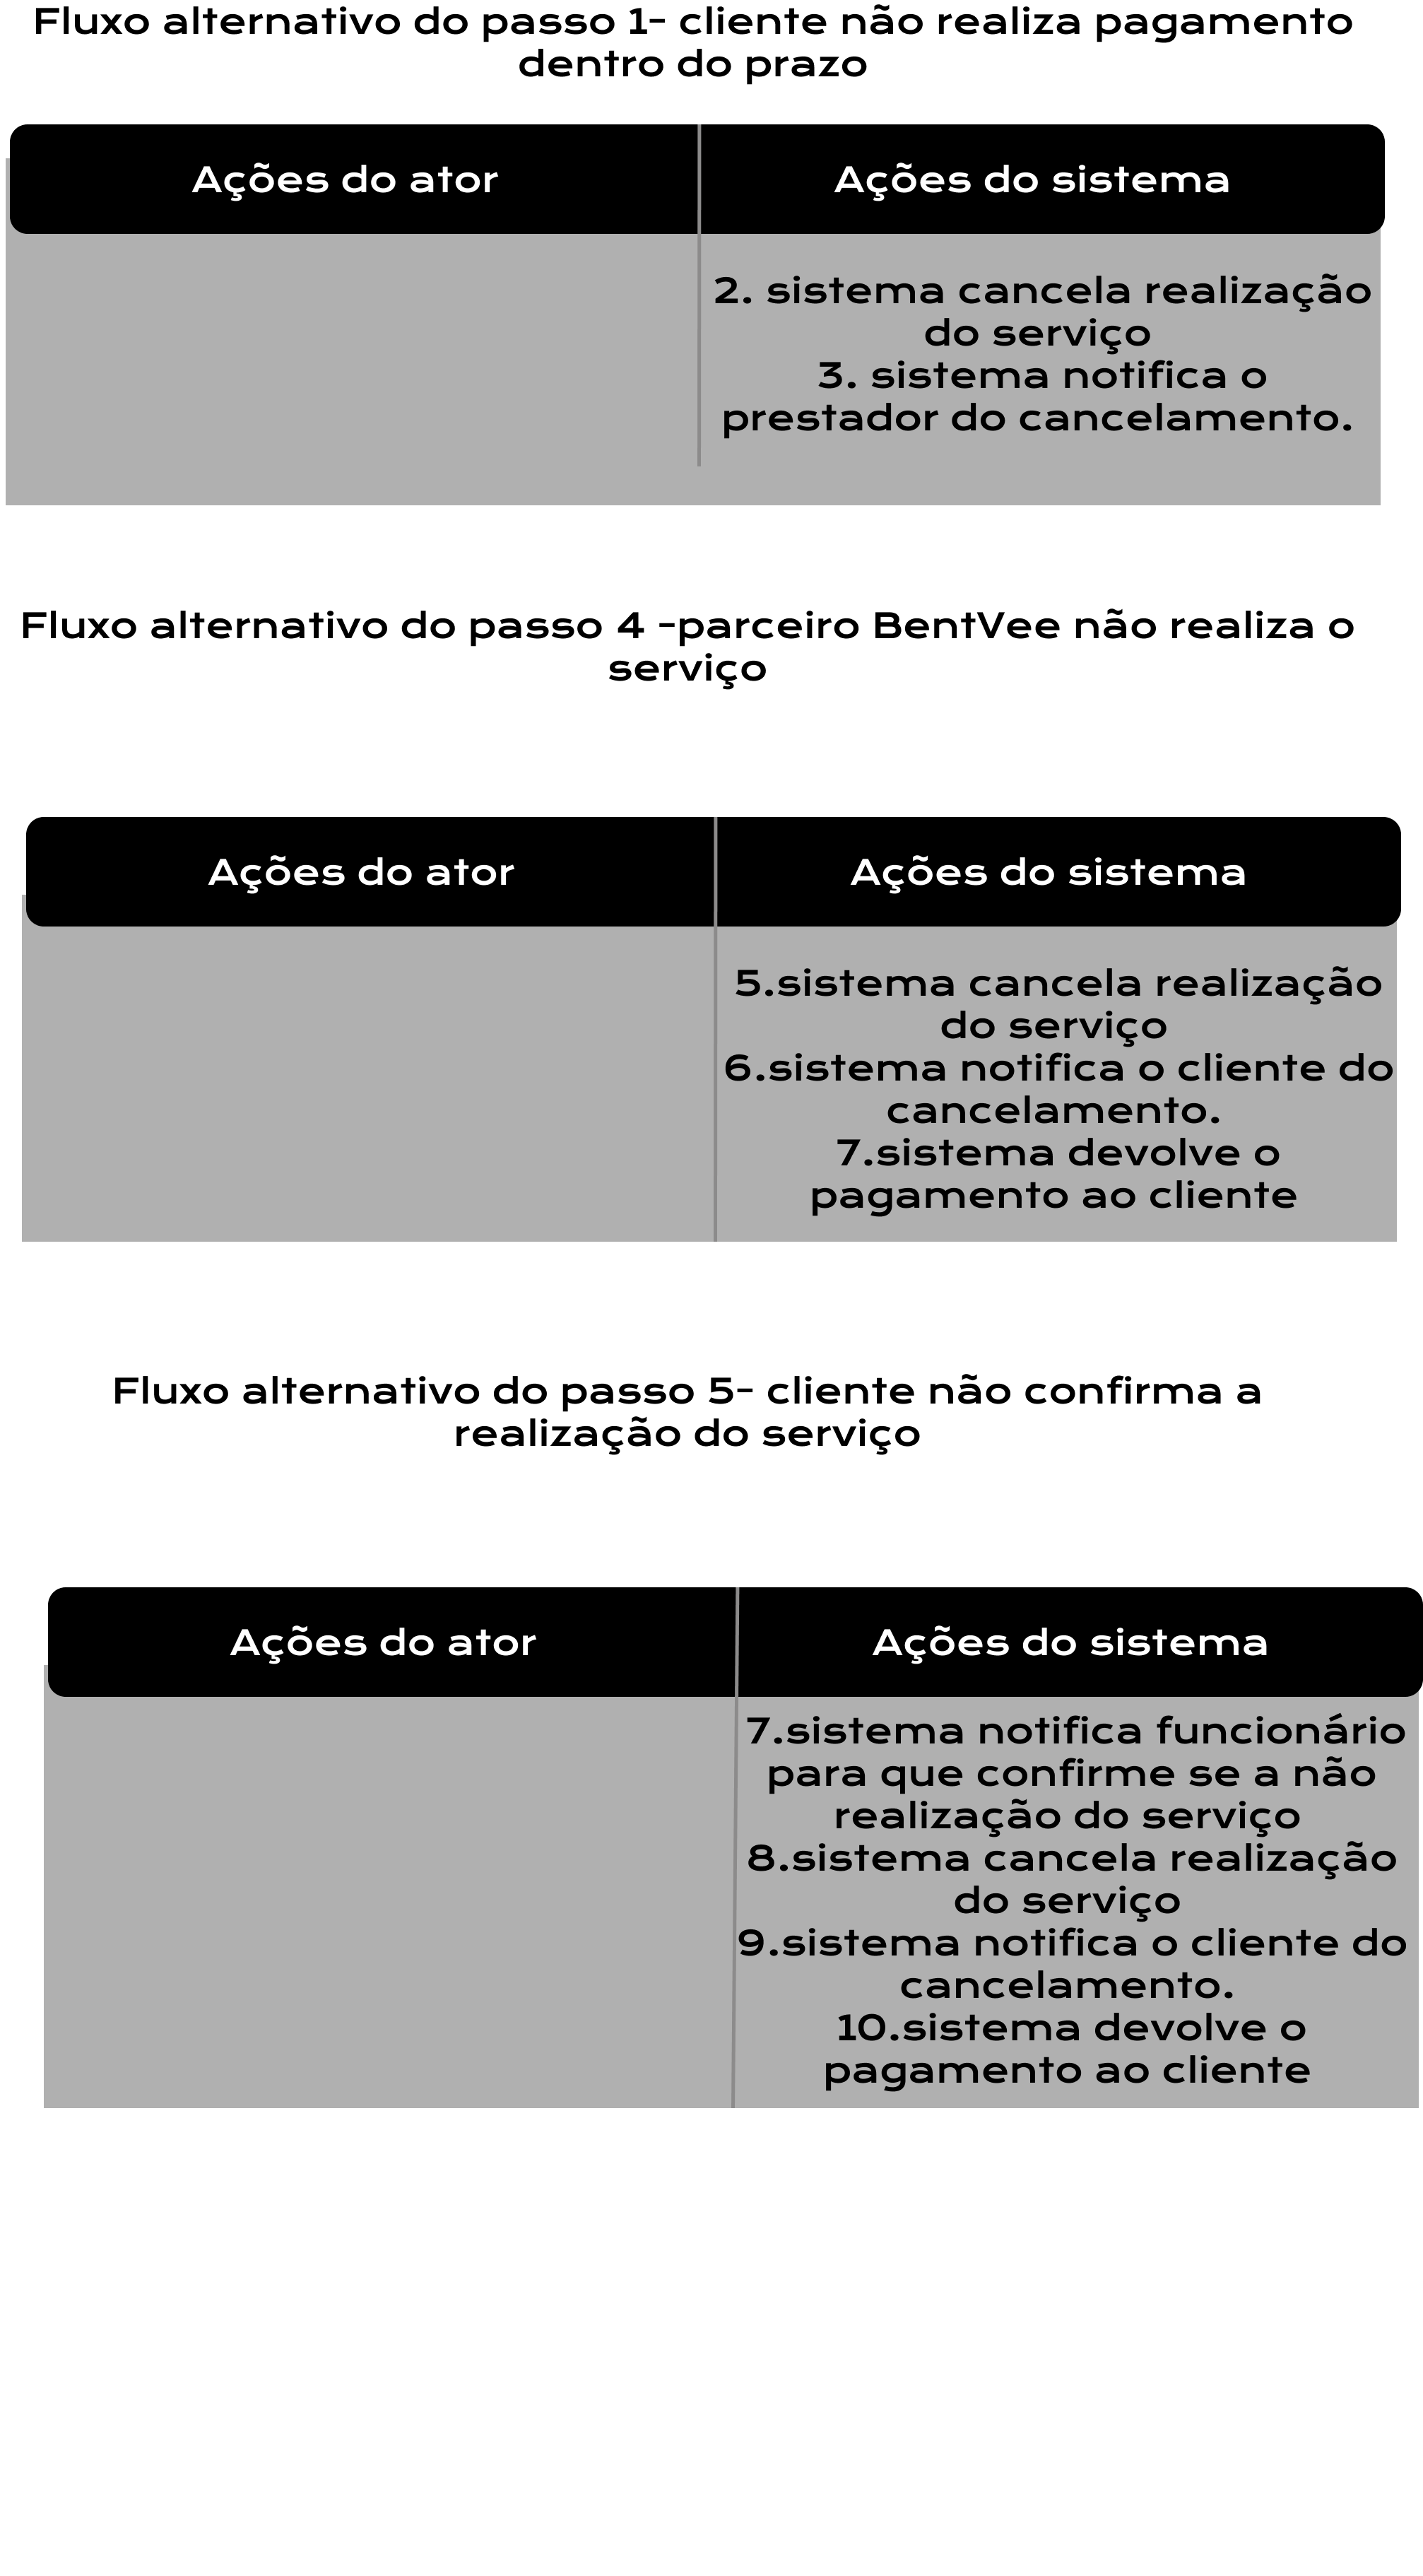 Fluxo alternativo do passo 1- cliente não realiza pagamento
dentro do prazo
Ações do ator
Ações do sistema
2. sistema cancela realização
do serviço
3. sistema notifica o
prestador do cancelamento.
Fluxo alternativo do passo 4 -parceiro BentVee não realiza o
serviço
Ações do ator
Ações do sistema
5.sistema cancela realização
do serviço
6.sistema notifica o cliente do
cancelamento.
7.sistema devolve o
pagamento ao cliente
Fluxo alternativo do passo 5- cliente não confirma a
realização do serviço
Ações do ator
Ações do sistema
7.sistema notifica funcionário
para que confirme se a não
realização do serviço
8.sistema cancela realização
do serviço
9.sistema notifica o cliente do
cancelamento.
10.sistema devolve o
pagamento ao cliente